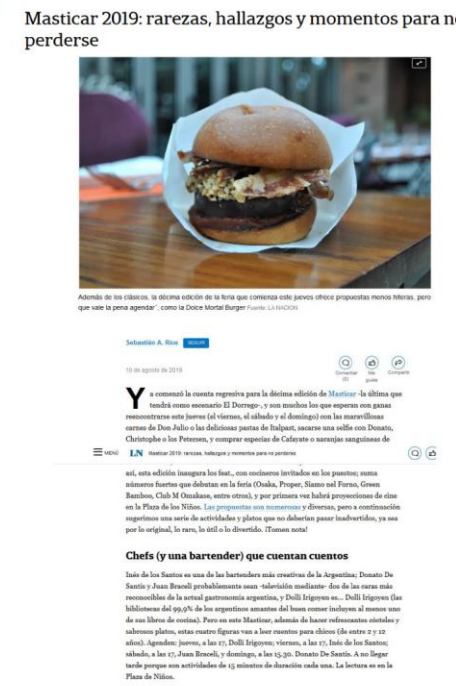 Masticar 2019: rarezas, hallazgos y momentos para n
perderse
Además de los clásicos, la décima edición de la feria que comienza este jueves ofrece propuestas menos hiteras, pero
que vale la pena agendar", como la Dolce Mortal Burger Fuente: LA NACION
Sebastián A. Ríos SEGUIR
Comentar
Me
gusta
Compartir
(0)
de agosto de 2019
Ya comenzó la cuenta regresiva para la décima edición de Masticar -la última que
tendrá como escenario El Dorrego-, y son muchos los que esperan con ganas
reencontrarse este jueves (el viernes, el sábado y el domingo) con las maravillosas
carnes de Don Julio o las deliciosas pastas de Italpast, sacarse una selfie con Donato,
Christophe o los Petersen, y comprar especias de Cafayate o naranjas sanguíneas de
MENÚ LN Masticar 2019: rarezas, hallazgos y momentos para no perderse
así, esta edición inaugura los feat., con cocineros invitados en los puestos; suma
números fuertes que debutan en la feria (Osaka, Proper, Siamo nel Forno, Green
Bamboo, Club M Omakase, entre otros), y por primera vez habrá proyecciones de cine
en la Plaza de los Niños. Las propuestas son numerosas y diversas, pero a continuación
sugerimos una serie de actividades y platos que no deberían pasar inadvertidos, ya sea
por lo original, lo raro, lo útil o lo divertido. ¡Tomen nota!
Chefs (y una bartender) que cuentan cuentos
Inés de los Santos es una de las bartenders más creativas de la Argentina; Donato De
Santis y Juan Braceli probablemente sean -televisión mediante- dos de las caras más
reconocibles de la actual gastronomía argentina, y Dolli Irigoyen es... Dolli Irigoyen (las
bibliotecas del 99,9% de los argentinos amantes del buen comer incluyen al menos uno
de sus libros de cocina). Pero en este Masticar, además de hacer refrescantes cócteles y
sabrosos platos, estas cuatro figuras van a leer cuentos para chicos (de entre 2 y 12
años). Agenden: jueves, a las 17, Dolli Irigoyen; viernes, a las 17, Inés de los Santos;
sábado, a las 17, Juan Braceli, y domingo, a las 15.30. Donato De Santis. A no llegar
tarde porque son actividades de 15 minutos de duración cada una. La lectura es en la
Plaza de Niños.